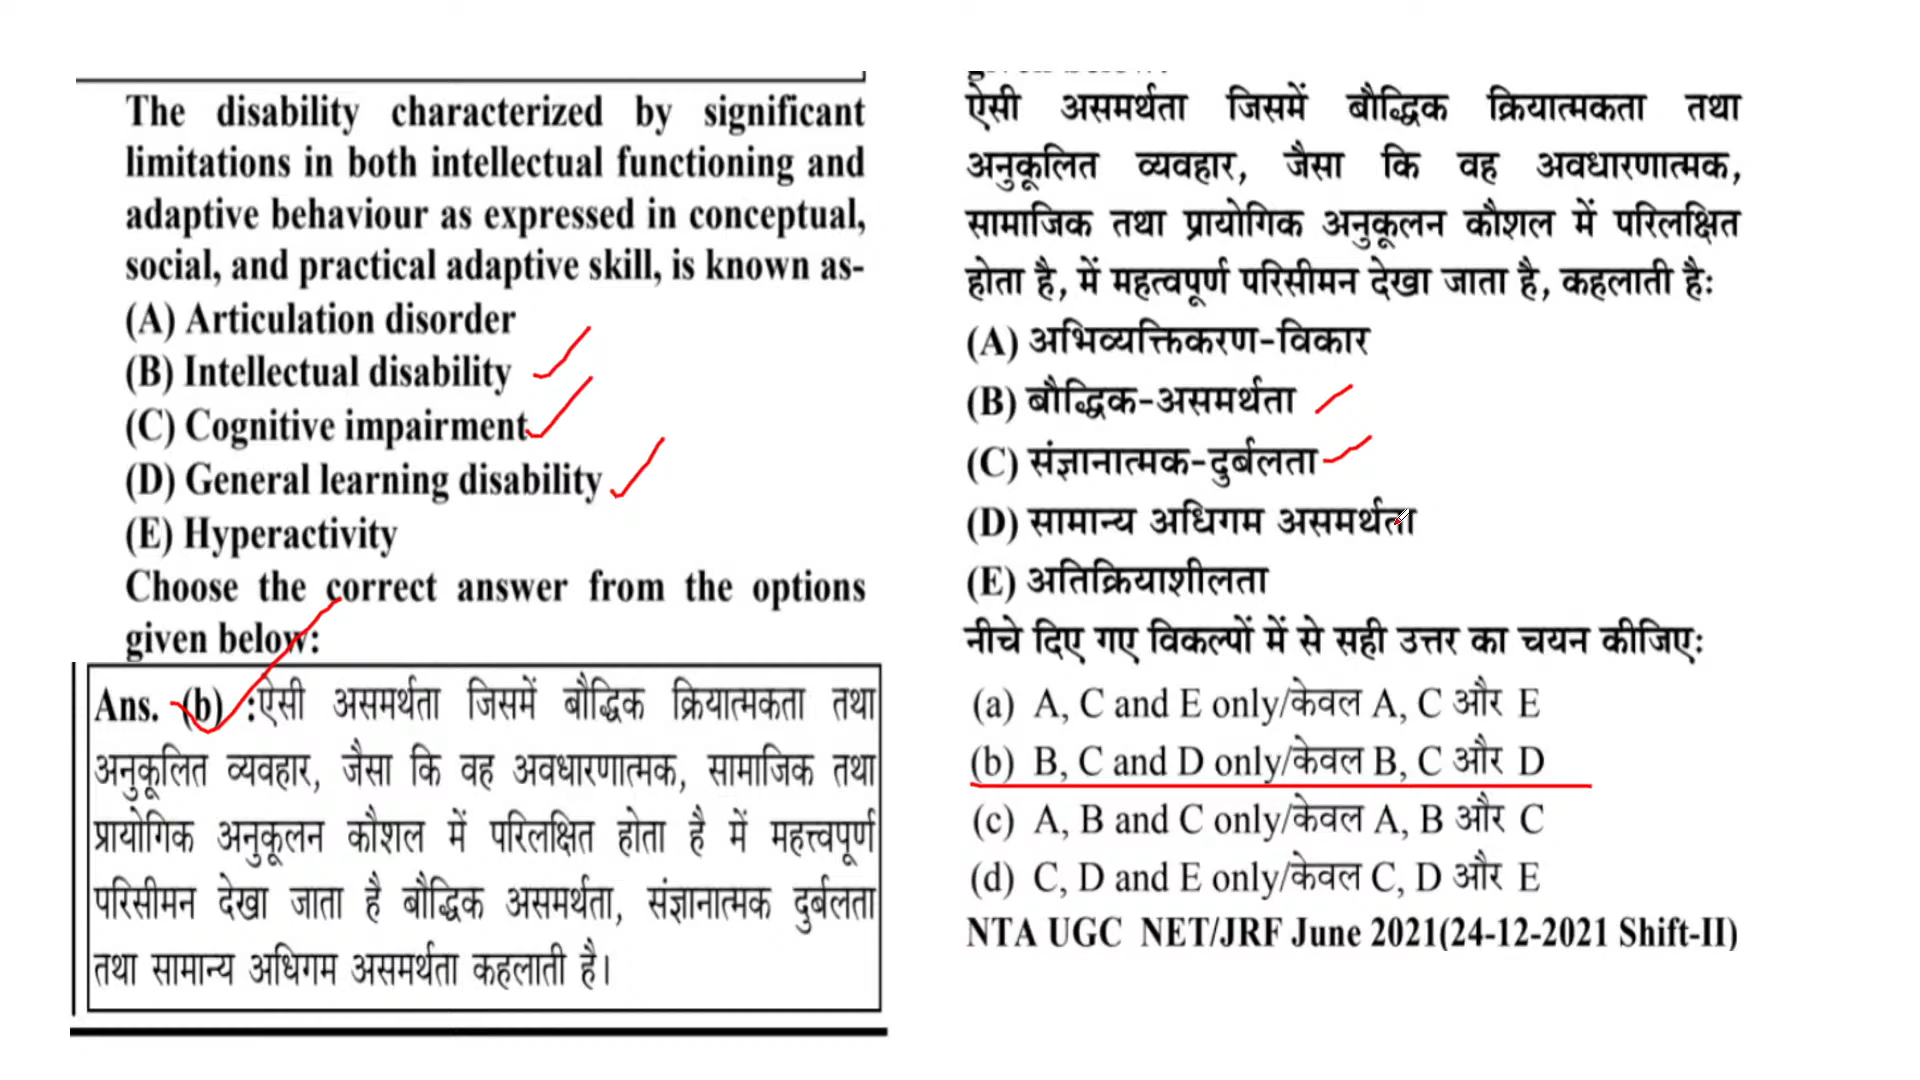 The disability characterized by significant
limitations in both intellectual functioning and
adaptive behaviour as expressed in conceptual,
social, and practical adaptive skill, is known as-
(A) Articulation disorder
(B) Intellectual disability
(C) Cognitive impairment
(D) General learning disability
(E) Hyperactivity
Choose the correct answer from the options
given below:
Ans. (b) :ऐसी असमर्थता जिसमें बौद्धिक क्रियात्मकता तथा
अनुकूलित व्यवहार, जैसा कि वह अवधारणात्मक, सामाजिक तथा
प्रायोगिक अनुकूलन कौशल में परिलक्षित होता है में महत्त्वपूर्ण
परिसीमन देखा जाता है बौद्धिक असमर्थता, संज्ञानात्मक दुर्बलता
तथा सामान्य अधिगम असमर्थता कहलाती है।
ऐसी असमर्थता जिसमें बौद्धिक क्रियात्मकता तथा
अनुकूलित व्यवहार, जैसा कि वह अवधारणात्मक,
सामाजिक तथा प्रायोगिक अनुकूलन कौशल में परिलक्षित
होता है, में महत्वपूर्ण परिसीमन देखा जाता है, कहलाती है:
(A) अभिव्यक्तिकरण-विकार
(B) बौद्धिक-असमर्थता
(C) संज्ञानात्मक-दुर्बलता
(D) सामान्य अधिगम असमर्थता
(E) अतिक्रियाशीलता
नीचे दिए गए विकल्पों में से सही उत्तर का चयन कीजिए:
(a) A, C and E only/केवल A, C और E
(b) B, C and D only/केवल B, C और D
(c) A, B and C only/केवल A, B और C
(d) C, D and E only/केवल C, D और E
NTA UGC NET/JRF June 2021(24-12-2021 Shift-II)